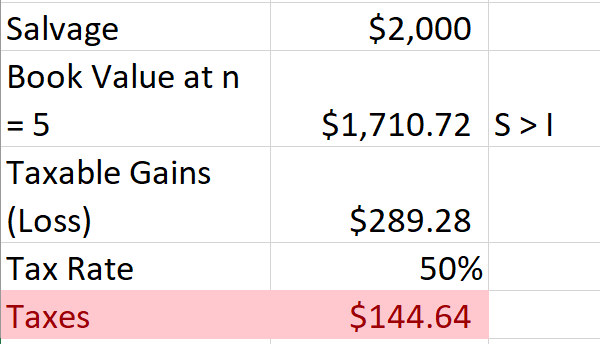 Salvage $2,000
Book Value at n
= 5 $1,710.72 S > I
Taxable Gains
(Loss) $289.28
Tax Rate 50%
Taxes $144.64